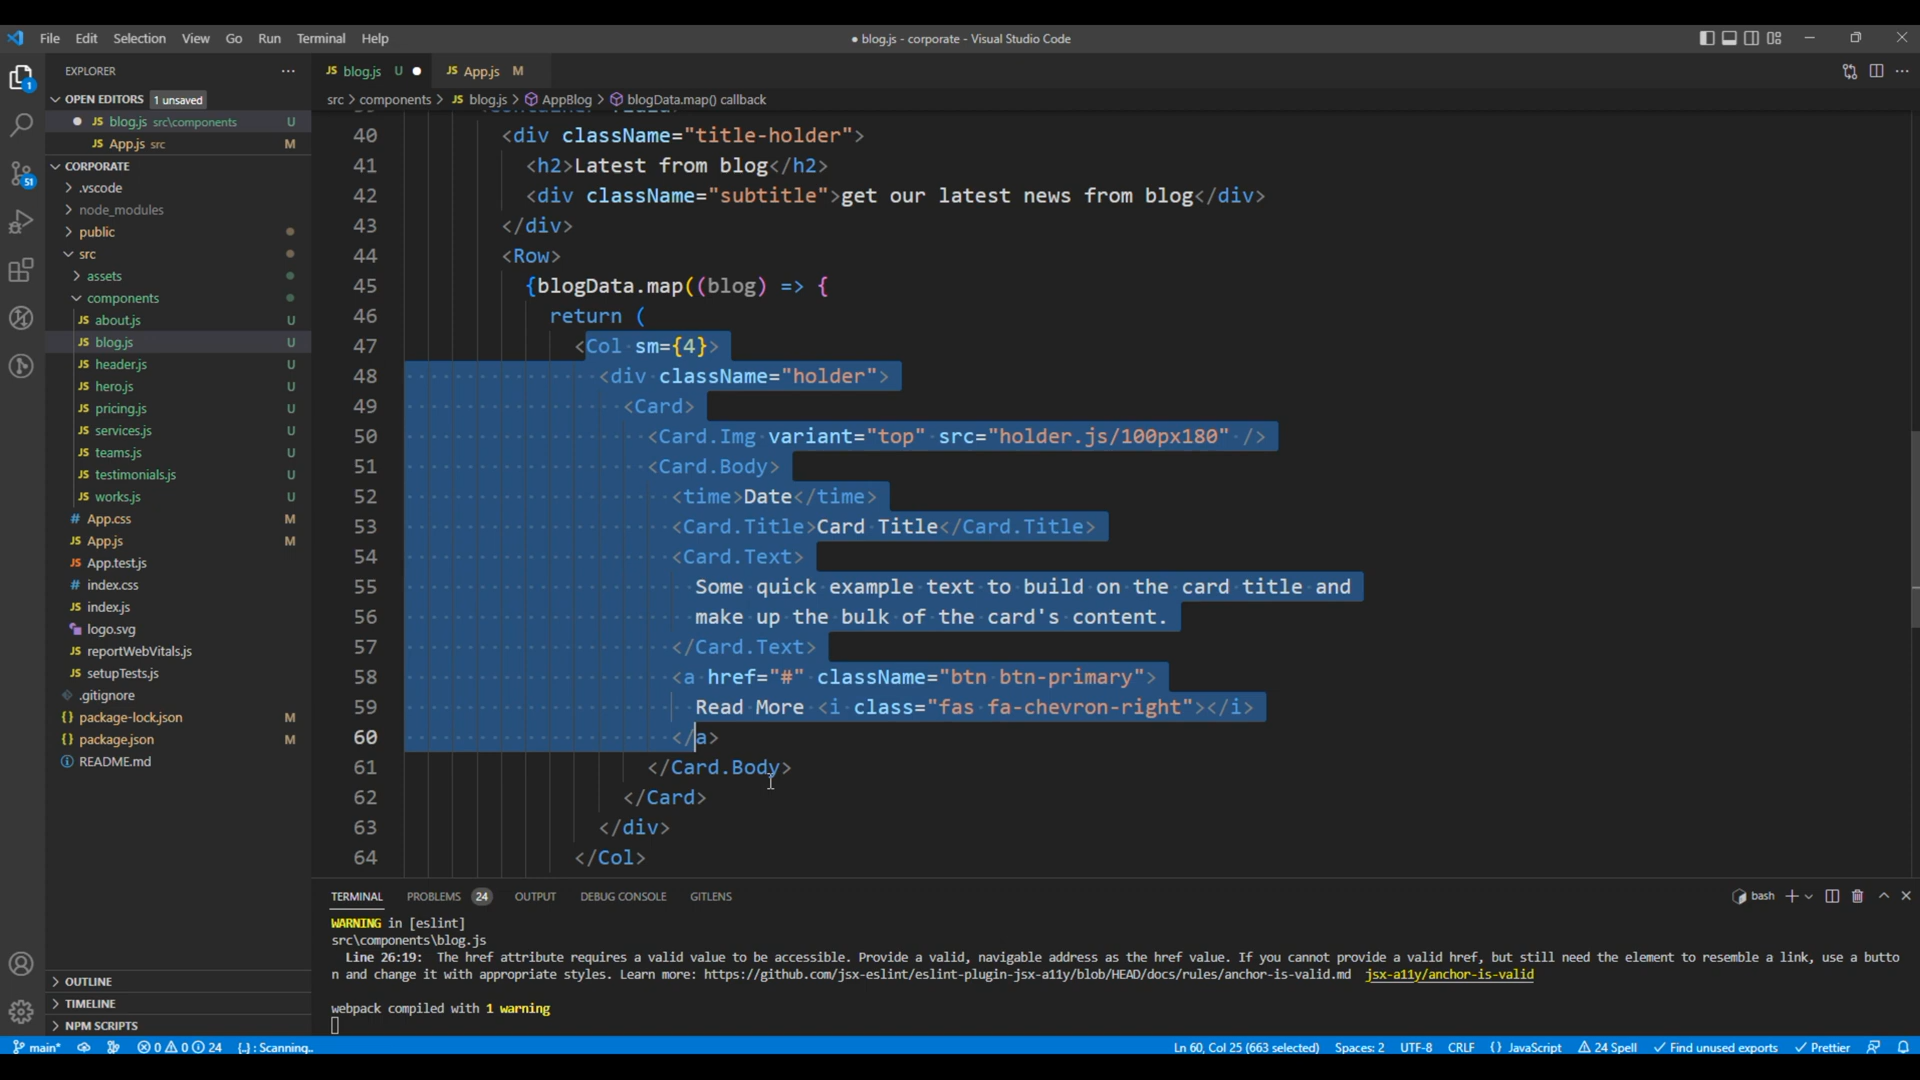 File Edit Selection View Go Run Terminal Help
● blog.js - corporate - Visual Studio Code
EXPLORER
OPEN EDITORS 1 unsaved
JS blog.js src\components U
JS App.js src M
CORPORATE
.vscode
node_modules
public
src
assets
components
JS about.js U
JS blog.js U
JS header.js U
JS hero.js U
JS pricing.js U
JS services.js U
JS teams.js U
JS testimonials.js U
JS works.js U
# App.css M
JS App.js M
JS App.test.js
# index.css
JS index.js
logo.svg
JS reportWebVitals.js
JS setupTests.js
.gitignore
{} package-lock.json M
{} package.json M
README.md
OUTLINE
TIMELINE
NPM SCRIPTS
1
51
JS blog.js U
JS App.js M
src > components > JS blog.js > AppBlog > blogData.map() callback
40 <div className="title-holder">
41 <h2>Latest from blog</h2>
42 <div className="subtitle">get our latest news from blog</div>
43 </div>
44 <Row>
45 {blogData.map((blog) => {
46 return (
47 <Col sm={4}>
48 <div className="holder">
49 <Card>
50 <Card.Img variant="top" src="holder.js/100px180" />
51 <Card.Body>
52 <time>Date</time>
53 <Card.Title>Card Title</Card.Title>
54 <Card.Text>
55 Some quick example text to build on the card title and
56 make up the bulk of the card's content.
57 </Card.Text>
58 <a href="#" className="btn btn-primary">
59 Read More <i class="fas fa-chevron-right"></i>
60 </a>
61 </Card.Body>
62 </Card>
63 </div>
64 </Col>
TERMINAL PROBLEMS 24 OUTPUT DEBUG CONSOLE GITLENS
bash
WARNING in [eslint]
src\components\blog.js
Line 26:19: The href attribute requires a valid value to be accessible. Provide a valid, navigable address as the href value. If you cannot provide a valid href, but still need the element to resemble a link, use a butto
n and change it with appropriate styles. Learn more: https://github.com/jsx-eslint/eslint-plugin-jsx-a11y/blob/HEAD/docs/rules/anchor-is-valid.md jsx-a11y/anchor-is-valid
webpack compiled with 1 warning
main* 0 0 24 {..} : Scanning.. Ln 60, Col 25 (663 selected) Spaces: 2 UTF-8 CRLF {} JavaScript 24 Spell Find unused exports Prettier